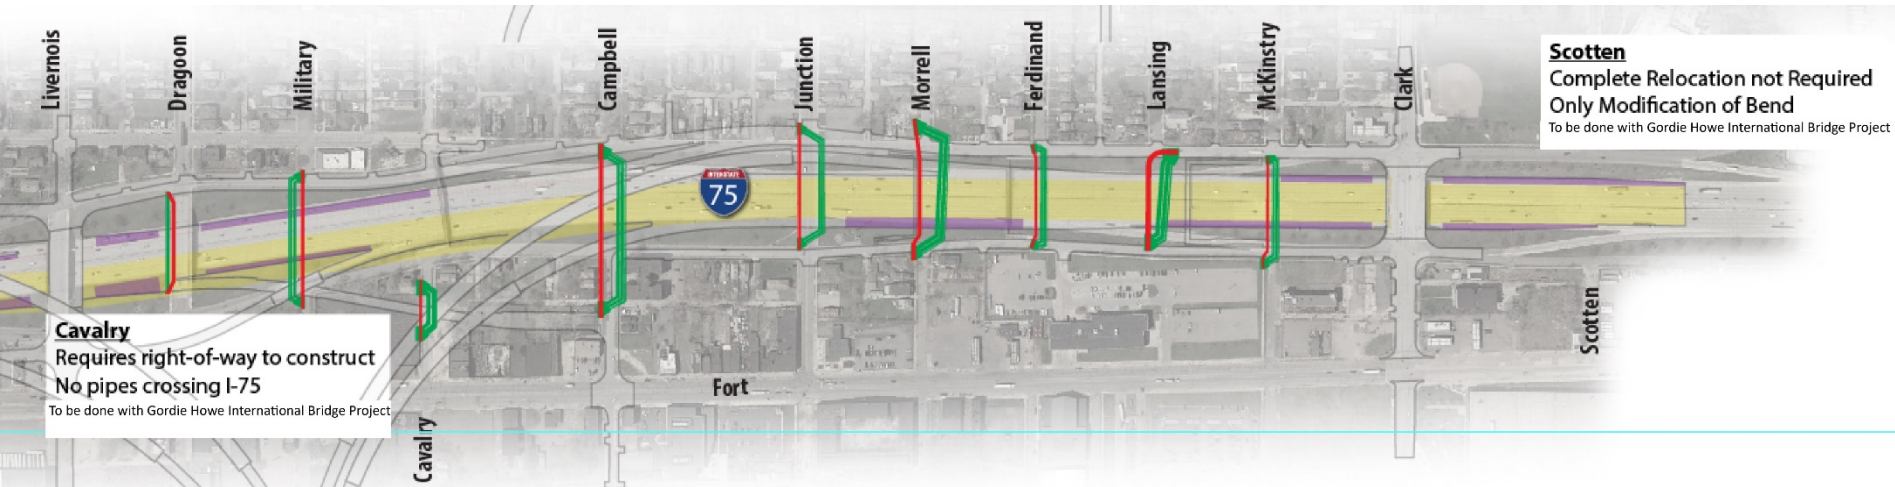 Livernois
Dragoon
Military
Campbell
Junction
Morrell
Ferdinand
Lansing
McKinstry
Clark
Scotten
Complete Relocation not Required
Only Modification of Bend
To be done with Gordie Howe International Bridge Project
INTERSTATE
75
Cavalry
Requires right-of-way to construct
No pipes crossing I-75
To be done with Gordie Howe International Bridge Project
Fort
Scotten
Cavalry